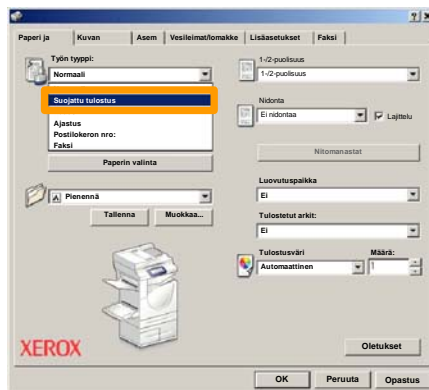 Paperi ja
Kuvan
Asem
Vesileimat/lomakke
Lisäasetukset
Faksi
Työn tyyppi:
Normaali
Suojattu tulostus
Ajastus
Postilokeron nro:
Faksi
Paperin valinta
Pienennä
Tallenna
Muokkaa...
1-/2-puolisuus
1-/2-puolisuus
Nidonta
Ei nidontaa
Lajittelu
Nitomanastat
Luovutuspaikka
Ei
Tulostetut arkit:
Ei
Tulostusväri
Määrä:
Automaattinen
1
XEROX
Oletukset
OK
Peruuta
Opastus